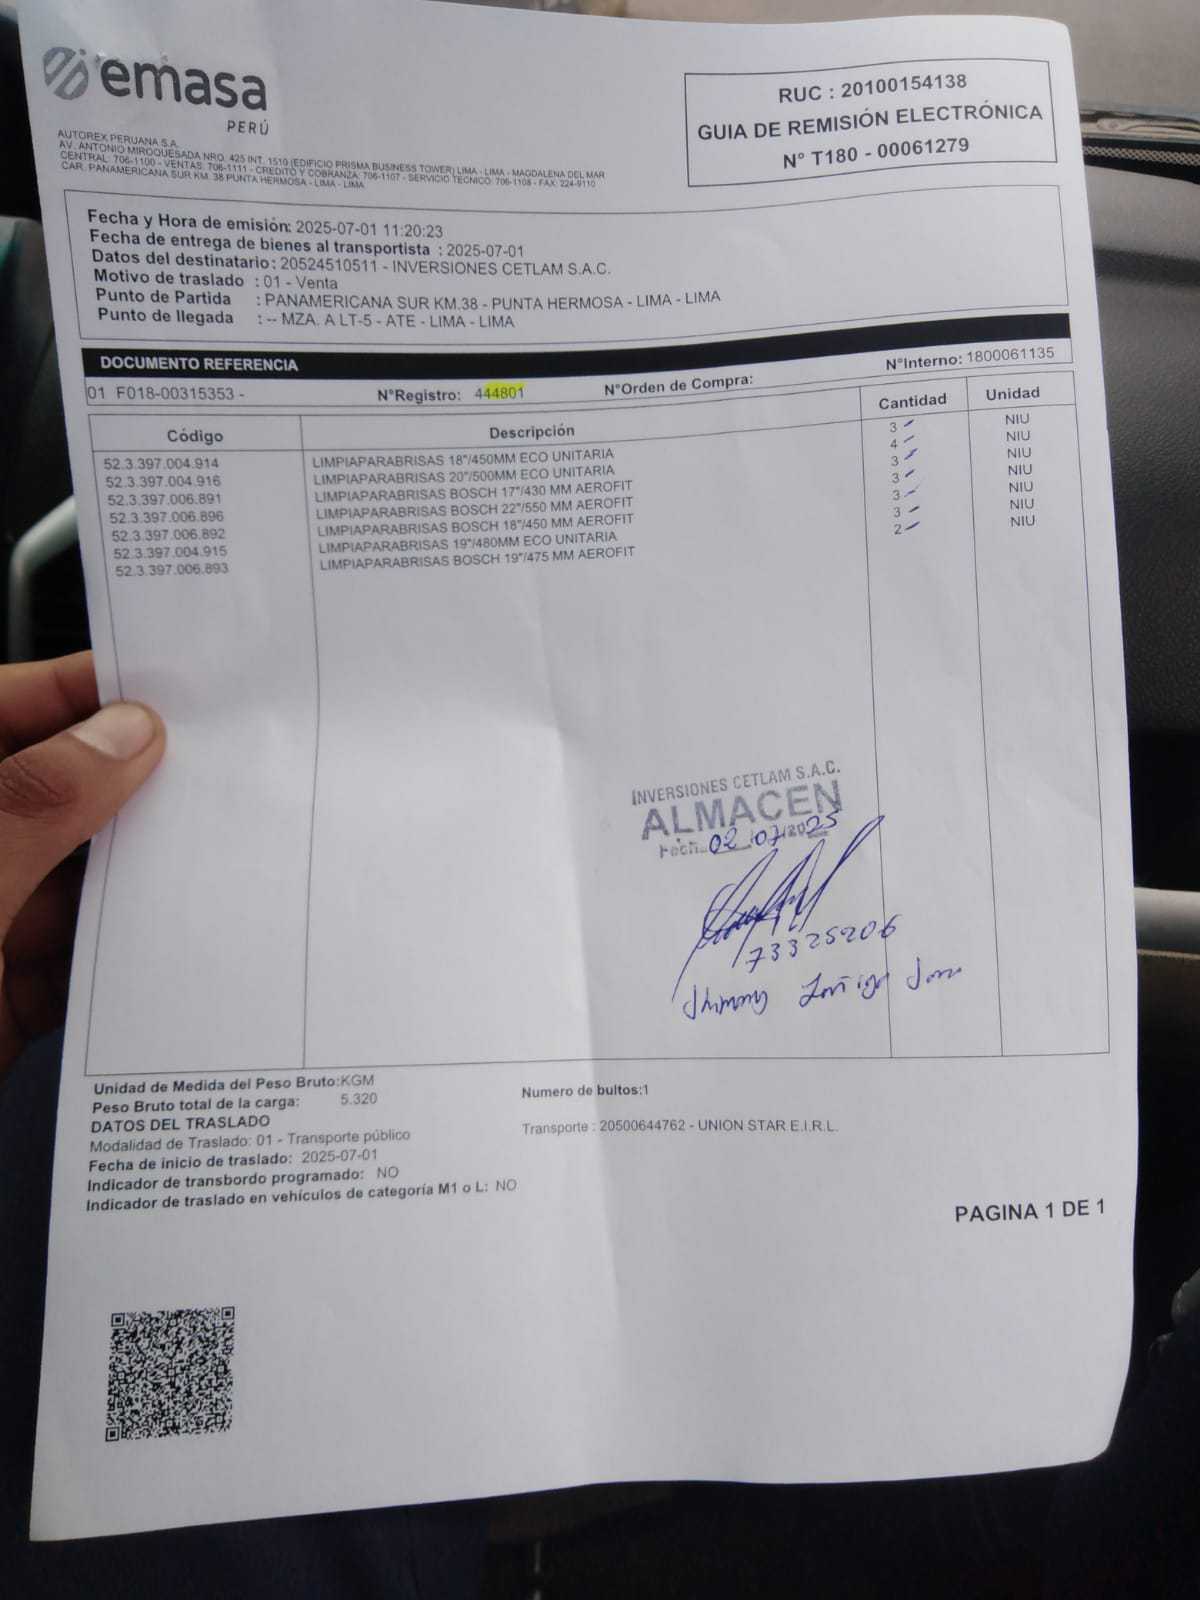 emasa
PERÚ
AUTOREX PERUANA S.A.
AV. ANTONIO MIROQUESADA NRO. 425 INT. 1510 (EDIFICIO PRISMA BUSINESS TOWER) LIMA - LIMA - MAGDALENA DEL MAR
CENTRAL: 706-1100 - VENTAS: 706-1111 - CREDITO Y COBRANZA: 706-1107 - SERVICIO TECNICO: 706-1108 - FAX: 224-9110
CAR. PANAMERICANA SUR KM. 38 PUNTA HERMOSA - LIMA - LIMA
RUC : 20100154138
GUIA DE REMISIÓN ELECTRÓNICA
N° T180 - 00061279
Fecha y Hora de emisión: 2025-07-01 11:20:23
Fecha de entrega de bienes al transportista : 2025-07-01
Datos del destinatario : 20524510511 - INVERSIONES CETLAM S.A.C.
Motivo de traslado : 01 - Venta
Punto de Partida : PANAMERICANA SUR KM.38 - PUNTA HERMOSA - LIMA - LIMA
Punto de llegada : -- MZA. A LT-5 - ATE - LIMA - LIMA
DOCUMENTO REFERENCIA
01 F018-00315353 - N°Registro: 444801 N°Orden de Compra: N°Interno: 1800061135
Código Descripción Cantidad Unidad
52.3.397.004.914 LIMPIAPARABRISAS 18"/450MM ECO UNITARIA 3 NIU
52.3.397.004.916 LIMPIAPARABRISAS 20"/500MM ECO UNITARIA 4 NIU
52.3.397.006.891 LIMPIAPARABRISAS BOSCH 17"/430 MM AEROFIT 3 NIU
52.3.397.006.896 LIMPIAPARABRISAS BOSCH 22"/550 MM AEROFIT 3 NIU
52.3.397.006.892 LIMPIAPARABRISAS BOSCH 18"/450 MM AEROFIT 3 NIU
52.3.397.004.915 LIMPIAPARABRISAS 19"/480MM ECO UNITARIA 3 NIU
52.3.397.006.893 LIMPIAPARABRISAS BOSCH 19"/475 MM AEROFIT 2 NIU
INVERSIONES CETLAM S.A.C.
ALMACEN
Fecha 02/07/2025
73325206
Unidad de Medida del Peso Bruto:KGM
Peso Bruto total de la carga: 5.320 Numero de bultos:1
DATOS DEL TRASLADO
Modalidad de Traslado: 01 - Transporte público Transporte : 20500644762 - UNION STAR E.I.R.L.
Fecha de inicio de traslado: 2025-07-01
Indicador de transbordo programado: NO
Indicador de traslado en vehículos de categoría M1 o L: NO
PAGINA 1 DE 1